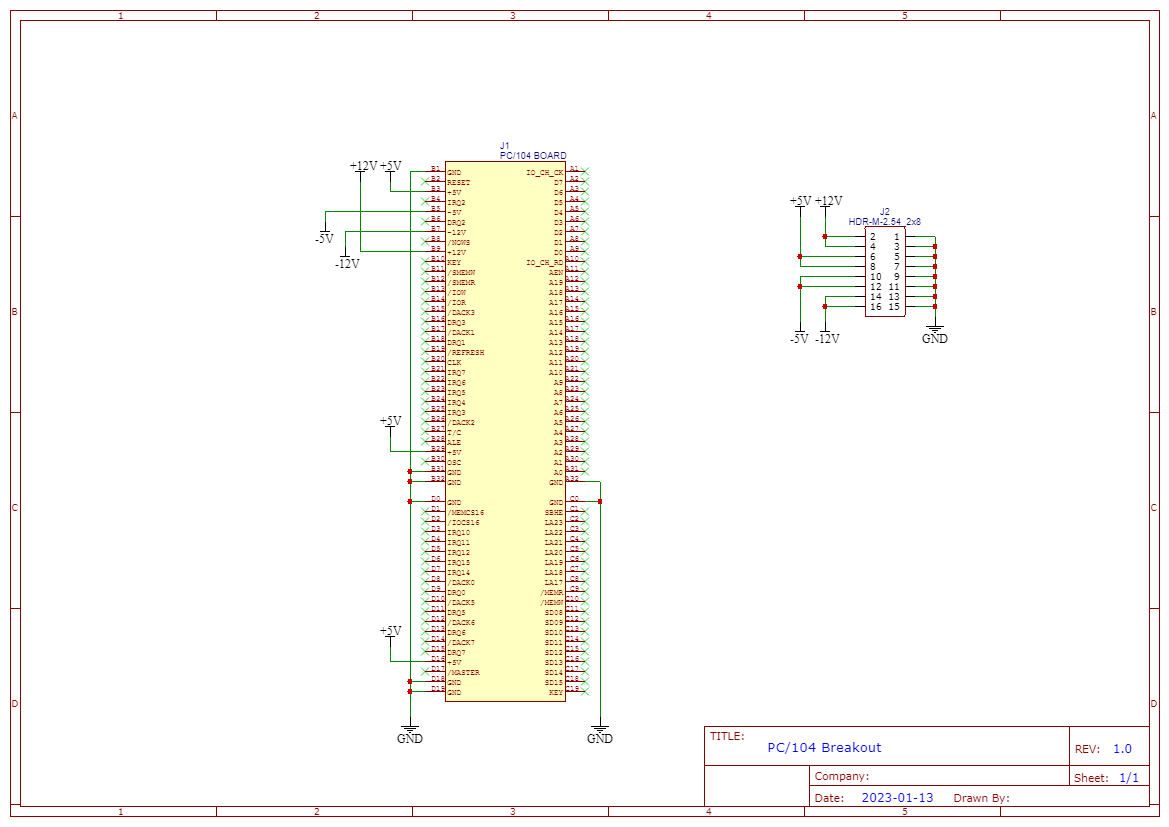 1 2 3 4 5
A A
B B
C C
D D
J1
PC/104 BOARD
+12V +5V
-5V
-12V
B1 GND IO_CH_CK A1
B2 RESET D7 A2
B3 +5V D6 A3
B4 IRQ2 D5 A4
B5 -5V D4 A5
B6 DRQ2 D3 A6
B7 -12V D2 A7
B8 /NOWS D1 A8
B9 +12V D0 A9
B10 KEY IO_CH_RD A10
B11 /SMEMW AEN A11
B12 /SMEMR A19 A12
B13 /IOW A18 A13
B14 /IOR A17 A14
B15 /DACK3 A16 A15
B16 DRQ3 A15 A16
B17 /DACK1 A14 A17
B18 DRQ1 A13 A18
B19 /REFRESH A12 A19
B20 CLK A11 A20
B21 IRQ7 A10 A21
B22 IRQ6 A9 A22
B23 IRQ5 A8 A23
B24 IRQ4 A7 A24
B25 IRQ3 A6 A25
B26 /DACK2 A5 A26
B27 T/C A4 A27
B28 ALE A3 A28
B29 +5V A2 A29
B30 OSC A1 A30
B31 GND A0 A31
B32 GND GND A32
+5V
D0 GND GND C0
D1 /MEMCS16 SBHE C1
D2 /IOCS16 LA23 C2
D3 IRQ10 LA22 C3
D4 IRQ11 LA21 C4
D5 IRQ12 LA20 C5
D6 IRQ15 LA19 C6
D7 IRQ14 LA18 C7
D8 /DACK0 LA17 C8
D9 DRQ0 /MEMR C9
D10 /DACK5 /MEMW C10
D11 DRQ5 SD08 C11
D12 /DACK6 SD09 C12
D13 DRQ6 SD10 C13
D14 /DACK7 SD11 C14
D15 DRQ7 SD12 C15
D16 +5V SD13 C16
D17 /MASTER SD14 C17
D18 GND SD15 C18
D19 GND KEY C19
+5V
GND GND
+5V +12V
J2
HDR-M-2.54_2x8
2 1
4 3
6 5
8 7
10 9
12 11
14 13
16 15
-5V -12V GND
TITLE:
PC/104 Breakout
REV: 1.0
Company:
Sheet: 1/1
Date: 2023-01-13 Drawn By:
1 2 3 4 5